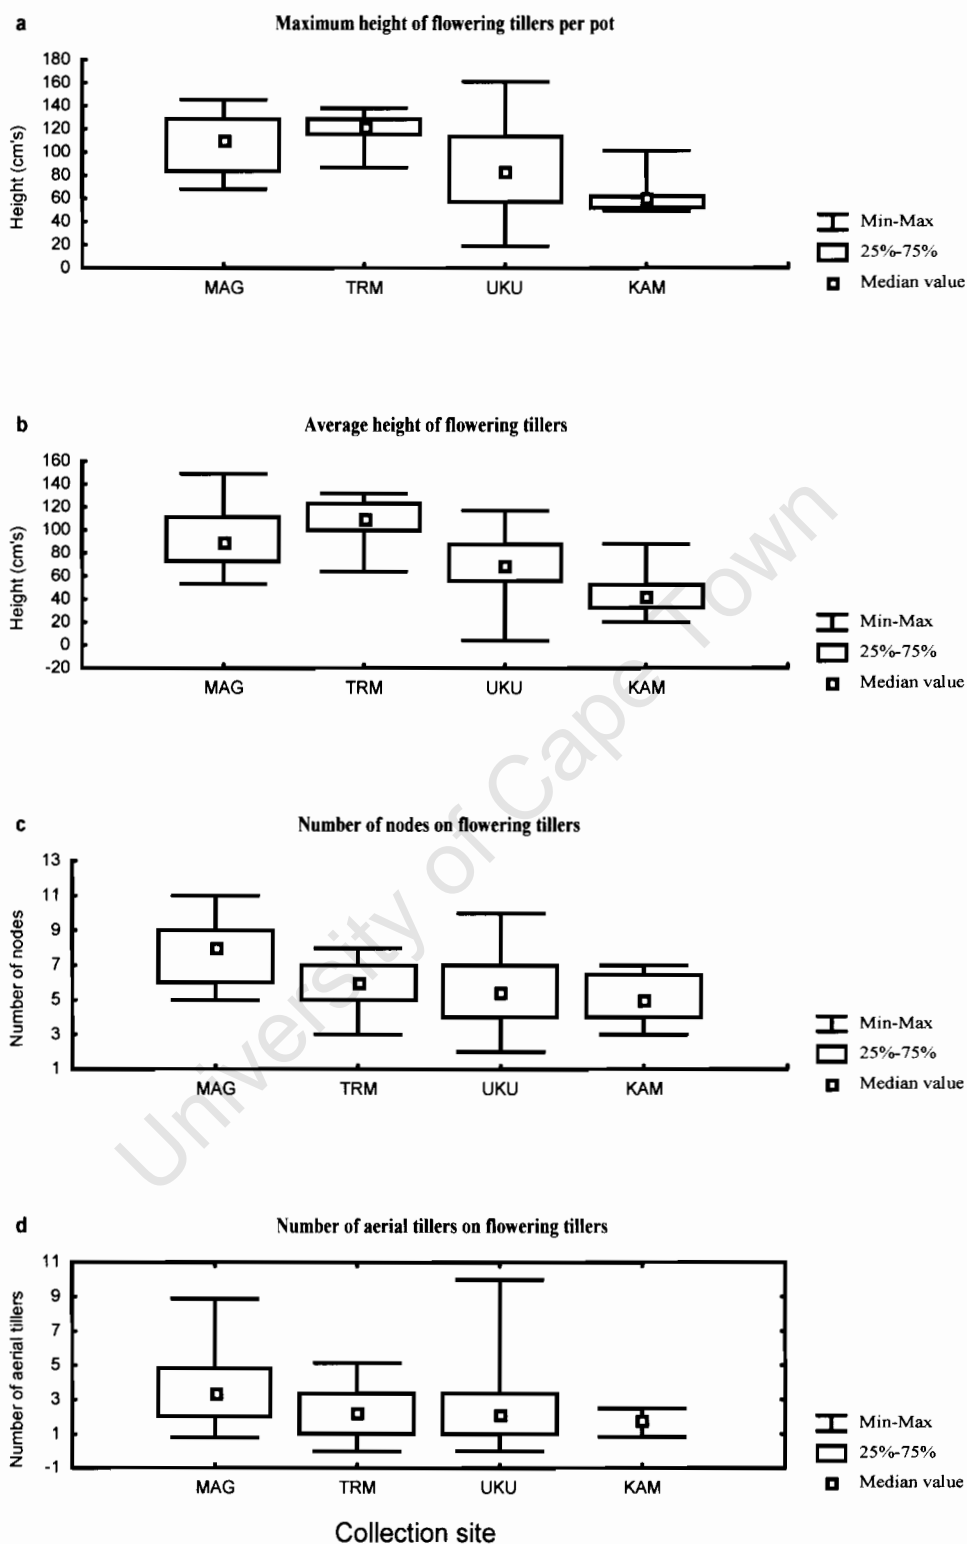 a
Maximum height of flowering tillers per pot
180
160
140
120
100
80
60
40
20
0
Height (cm's)
MAG TRM UKU KAM
Min-Max
25%-75%
Median value
b
Average height of flowering tillers
160
140
120
100
80
60
40
20
0
-20
Height (cm's)
MAG TRM UKU KAM
Min-Max
25%-75%
Median value
c
Number of nodes on flowering tillers
13
11
9
7
5
3
1
Number of nodes
MAG TRM UKU KAM
Min-Max
25%-75%
Median value
d
Number of aerial tillers on flowering tillers
11
9
7
5
3
1
-1
Number of aerial tillers
MAG TRM UKU KAM
Min-Max
25%-75%
Median value
Collection site
University of Cape Town